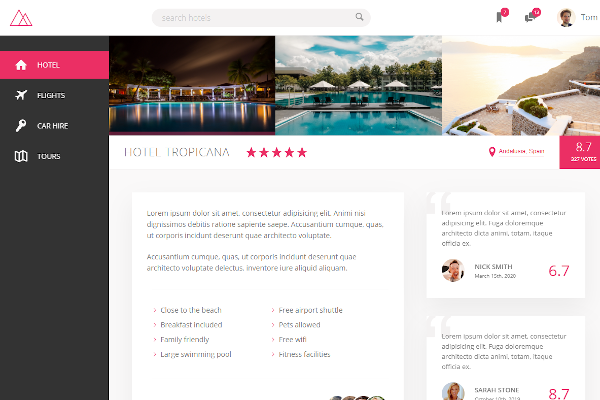 search hotels
7
13
Tom
HOTEL
FLIGHTS
CAR HIRE
TOURS
HOTEL TROPICANA
Andalusia, Spain
8.7
327 VOTES
Lorem ipsum dolor sit amet, consectetur adipisicing elit. Animi nisi
dignissimos debitis ratione sapiente saepe. Accusantium cumque, quas,
ut corporis incidunt deserunt quae architecto voluptate.
Accusantium cumque, quas, ut corporis incidunt deserunt quae
architecto voluptate delectus, inventore iure aliquid aliquam.
Close to the beach
Breakfast included
Family friendly
Large swimming pool
Free airport shuttle
Pets allowed
Free wifi
Fitness facilities
Lorem ipsum dolor sit amet, consectetur
adipisicing elit. Fuga doloremque
architecto dicta animi, totam, itaque
officia ex.
NICK SMITH
March 15th, 2020
6.7
Lorem ipsum dolor sit amet, consectetur
adipisicing elit. Fuga doloremque
architecto dicta animi, totam, itaque
officia ex.
SARAH STONE
8.7